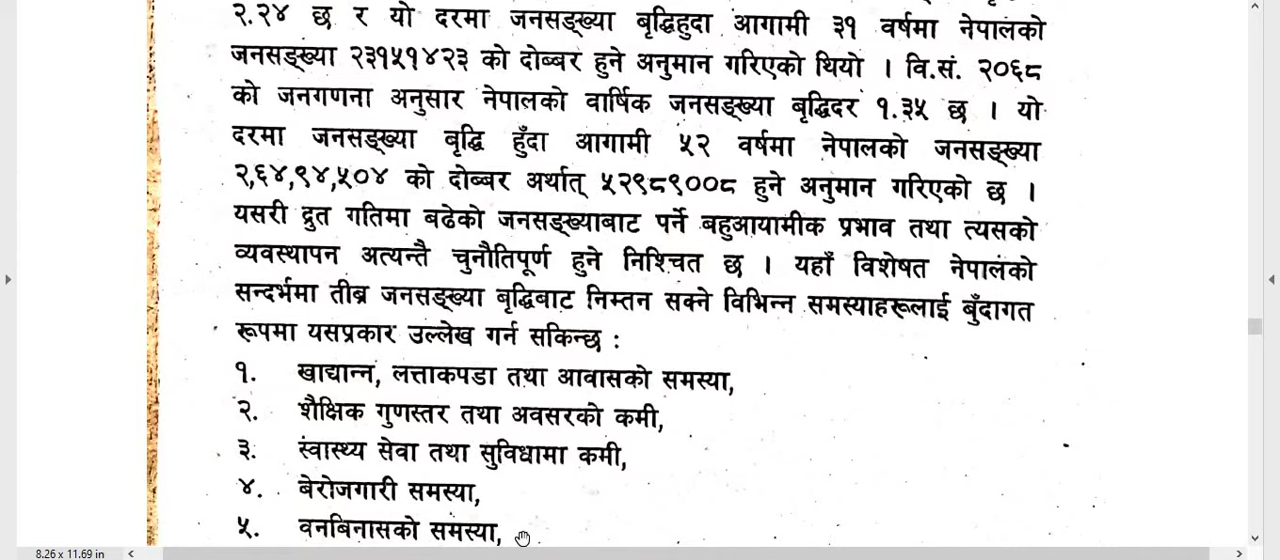 २.२४ छ र यो दरमा जनसङ्ख्या बृद्धिहुदा आगामी ३१ वर्षमा नेपालको
जनसङ्ख्या २३१५१४२३ को दोब्बर हुने अनुमान गरिएको थियो । वि.सं. २०६८
को जनगणना अनुसार नेपालको वार्षिक जनसङ्ख्या बृद्धिदर १.३५ छ । यो
दरमा जनसङ्ख्या बृद्धि हुँदा आगामी ५२ वर्षमा नेपालको जनसङ्ख्या
२,६४,९४,५०४ को दोब्बर अर्थात् ५२९८९००८ हुने अनुमान गरिएको छ ।
यसरी द्रुत गतिमा बढेको जनसङ्ख्याबाट पर्ने बहुआयामीक प्रभाव तथा त्यसको
व्यवस्थापन अत्यन्तै चुनौतिपूर्ण हुने निश्चित छ । यहाँ विशेषत नेपालको
सन्दर्भमा तीब्र जनसङ्ख्या बृद्धिबाट निम्तन सक्ने विभिन्न समस्याहरूलाई बुँदागत
रूपमा यसप्रकार उल्लेख गर्न सकिन्छ :
१. खाद्यान्न, लत्ताकपडा तथा आवासको समस्या,
२. शैक्षिक गुणस्तर तथा अवसरको कमी,
३. स्वास्थ्य सेवा तथा सुविधामा कमी,
४. बेरोजगारी समस्या,
५. वनबिनासको समस्या,
8.26 x 11.69 in